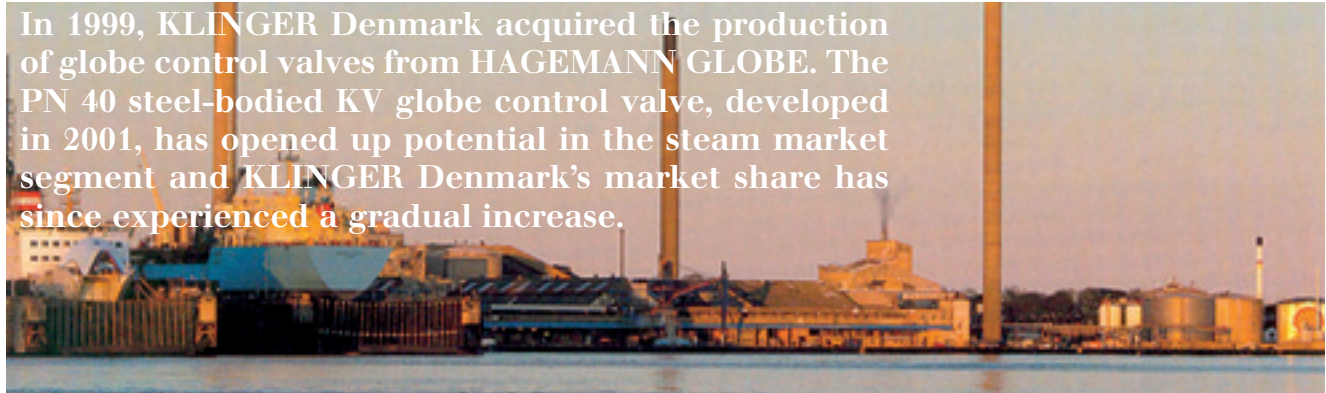 In 1999, KLINGER Denmark acquired the production
of globe control valves from HAGEMANN GLOBE. The
PN 40 steel-bodied KV globe control valve, developed
in 2001, has opened up potential in the steam market
segment and KLINGER Denmark’s market share has
since experienced a gradual increase.